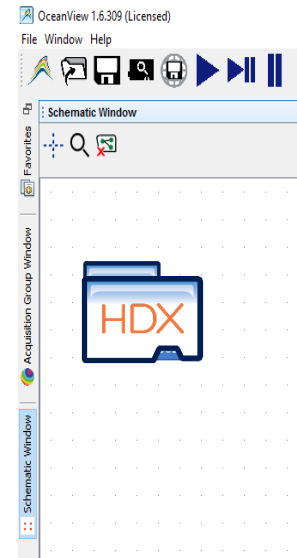 OceanView 1.6.309 (Licensed)
File Window Help
Schematic Window
Favorites
Acquisition Group Window
Schematic Window
HDX